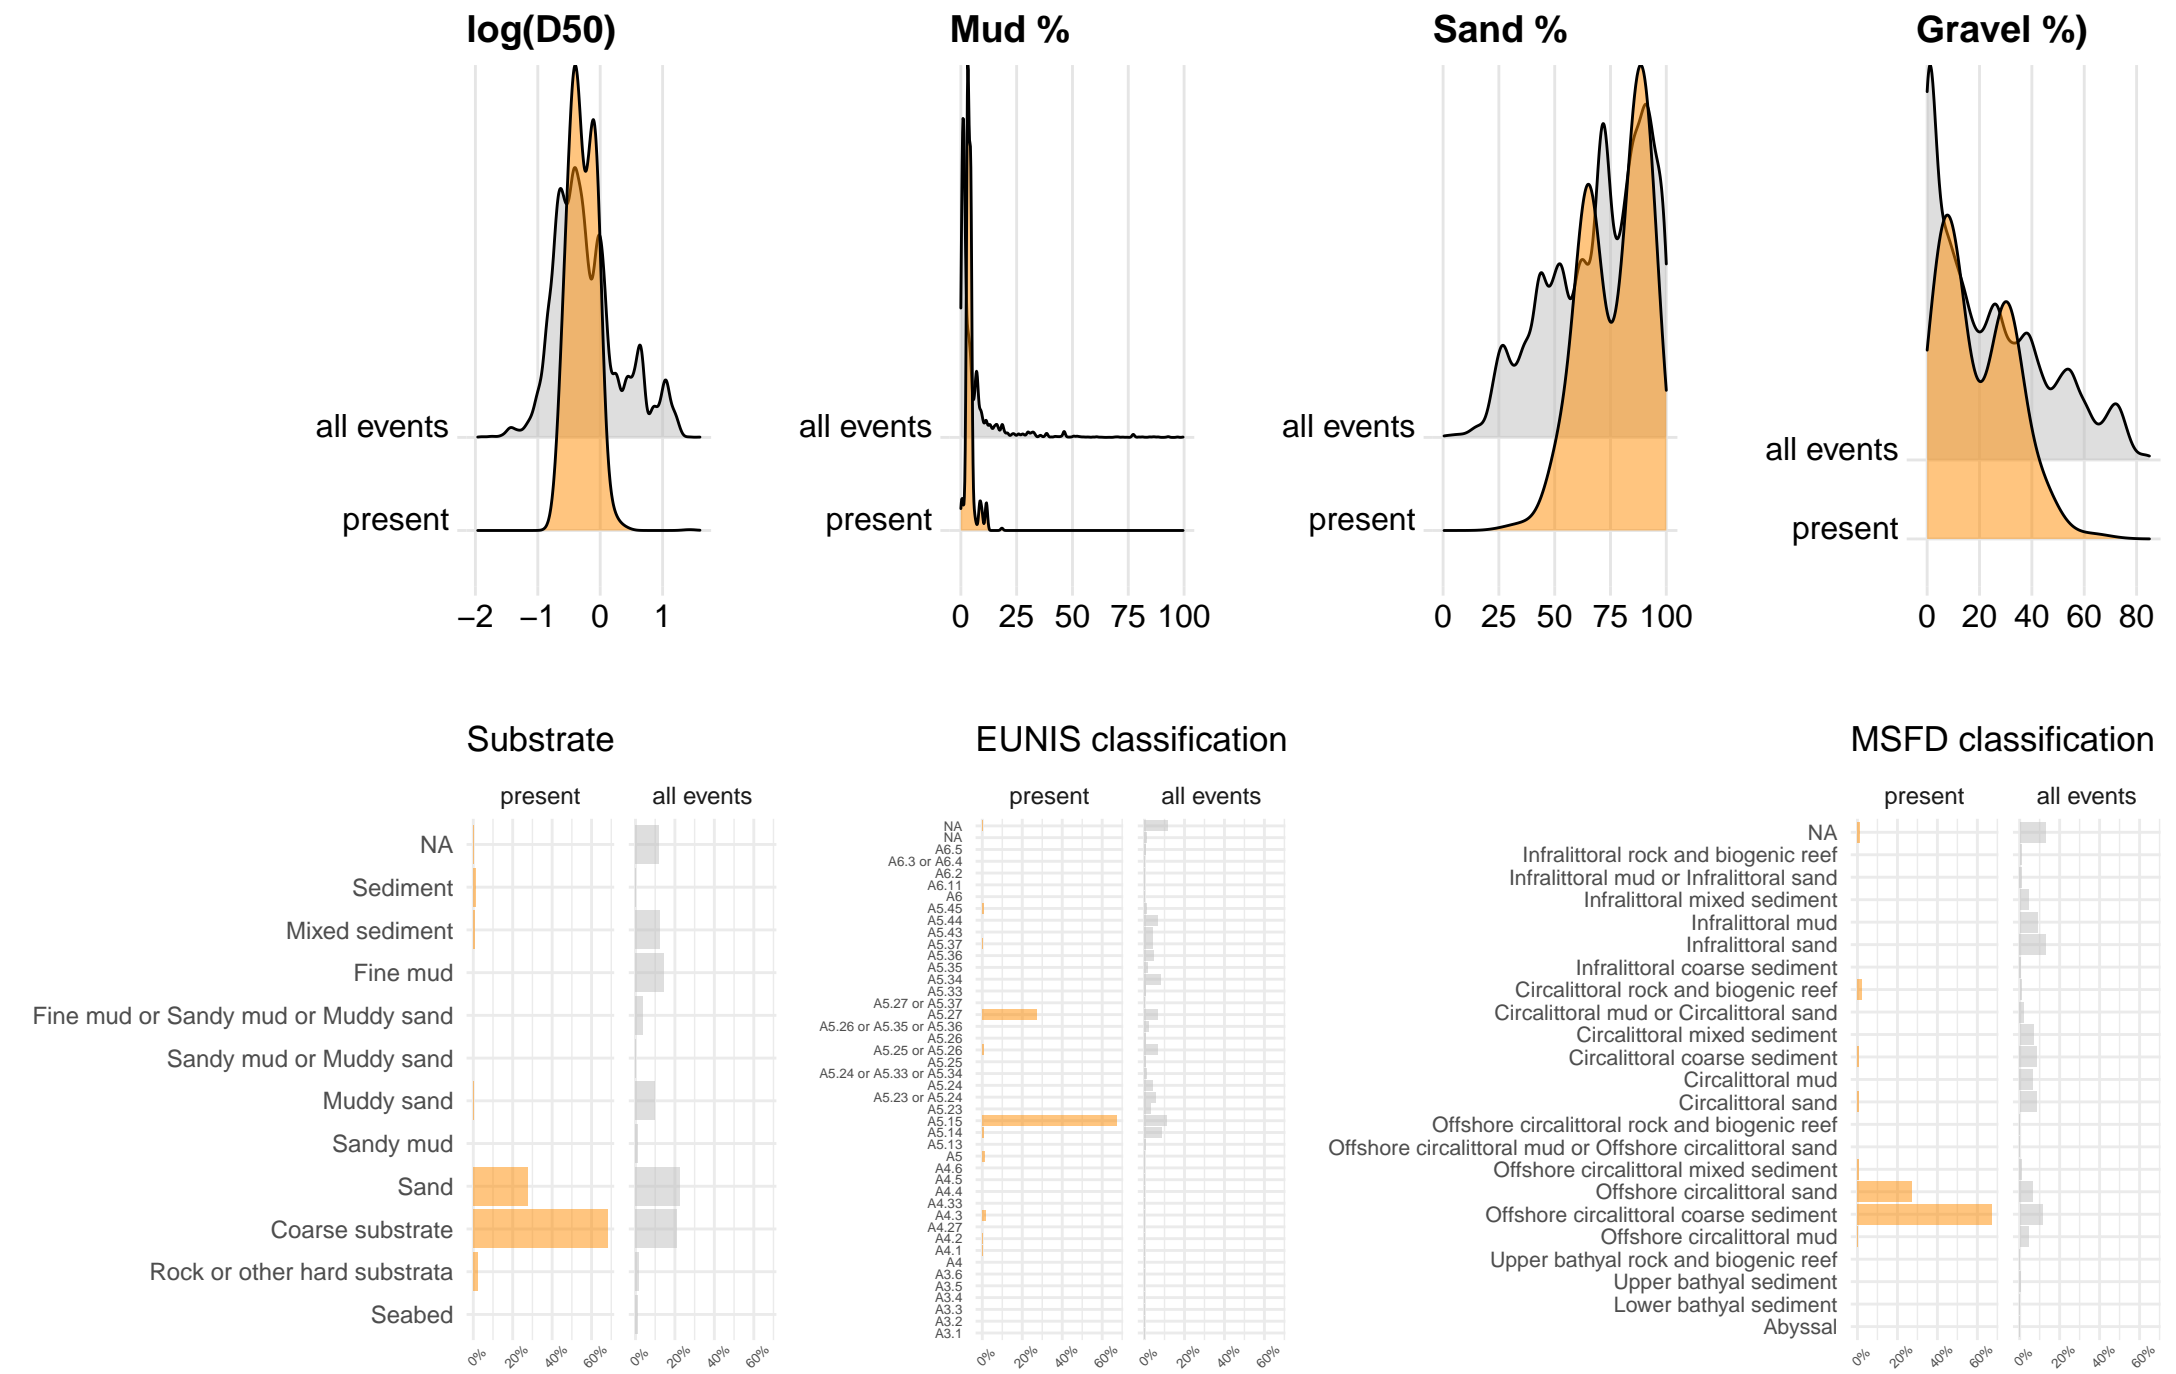 log(D50)
Mud %
Sand %
Gravel %)
all events
present
−2 −1 0 1
all events
present
0 25 50 75 100
all events
present
0 25 50 75 100
all events
present
0 20 40 60 80
Substrate
present all events
NA
Sediment
Mixed sediment
Fine mud
Fine mud or Sandy mud or Muddy sand
Sandy mud or Muddy sand
Muddy sand
Sandy mud
Sand
Coarse substrate
Rock or other hard substrata
Seabed
0% 20% 40% 60% 0% 20% 40% 60%
EUNIS classification
present all events
NA
NA
A6.5
A6.3 or A6.4
A6.2
A6.11
A6
A5.45
A5.44
A5.43
A5.37
A5.36
A5.35
A5.34
A5.33
A5.27 or A5.37
A5.27
A5.26 or A5.35 or A5.36
A5.26
A5.25 or A5.26
A5.25
A5.24 or A5.33 or A5.34
A5.24
A5.23 or A5.24
A5.23
A5.15
A5.14
A5.13
A5
A4.6
A4.5
A4.4
A4.33
A4.3
A4.27
A4.2
A4.1
A4
A3.6
A3.5
A3.4
A3.3
A3.2
A3.1
0% 20% 40% 60% 0% 20% 40% 60%
MSFD classification
present all events
NA
Infralittoral rock and biogenic reef
Infralittoral mud or Infralittoral sand
Infralittoral mixed sediment
Infralittoral mud
Infralittoral sand
Infralittoral coarse sediment
Circalittoral rock and biogenic reef
Circalittoral mud or Circalittoral sand
Circalittoral mixed sediment
Circalittoral coarse sediment
Circalittoral mud
Circalittoral sand
Offshore circalittoral rock and biogenic reef
Offshore circalittoral mud or Offshore circalittoral sand
Offshore circalittoral mixed sediment
Offshore circalittoral sand
Offshore circalittoral coarse sediment
Offshore circalittoral mud
Upper bathyal rock and biogenic reef
Upper bathyal sediment
Lower bathyal sediment
Abyssal
0% 20% 40% 60% 0% 20% 40% 60%